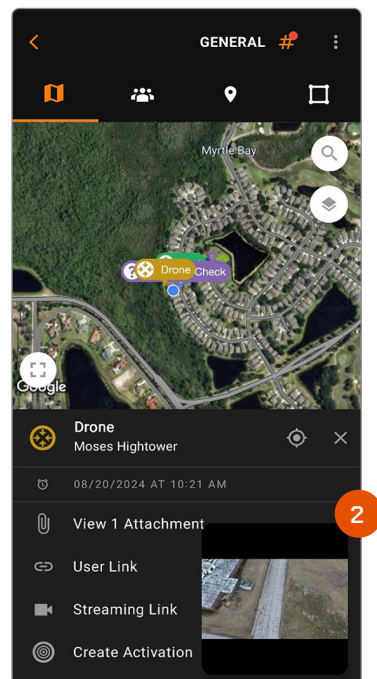 GENERAL #
Myrtle Bay
? Drone Check
Google
Drone
Moses Hightower
08/20/2024 AT 10:21 AM
2
View 1 Attachment
User Link
Streaming Link
Create Activation